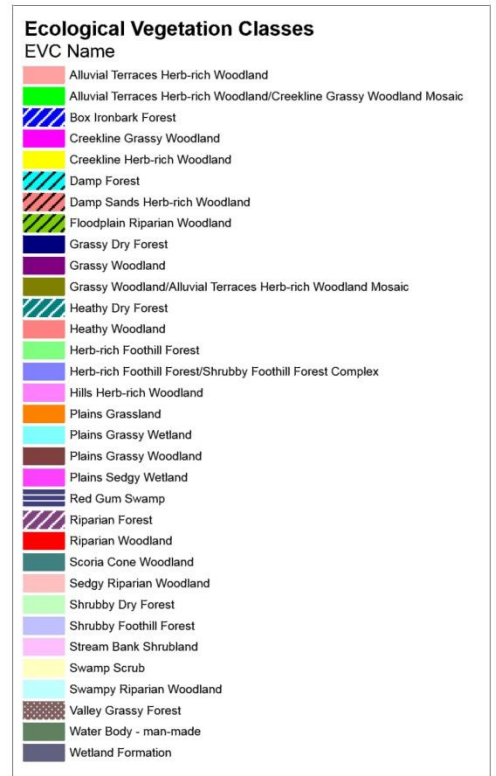 Ecological Vegetation Classes
EVC Name
Alluvial Terraces Herb-rich Woodland
Alluvial Terraces Herb-rich Woodland/Creekline Grassy Woodland Mosaic
Box Ironbark Forest
Creekline Grassy Woodland
Creekline Herb-rich Woodland
Damp Forest
Damp Sands Herb-rich Woodland
Floodplain Riparian Woodland
Grassy Dry Forest
Grassy Woodland
Grassy Woodland/Alluvial Terraces Herb-rich Woodland Mosaic
Heathy Dry Forest
Heathy Woodland
Herb-rich Foothill Forest
Herb-rich Foothill Forest/Shrubby Foothill Forest Complex
Hills Herb-rich Woodland
Plains Grassland
Plains Grassy Wetland
Plains Grassy Woodland
Plains Sedgy Wetland
Red Gum Swamp
Riparian Forest
Riparian Woodland
Scoria Cone Woodland
Sedgy Riparian Woodland
Shrubby Dry Forest
Shrubby Foothill Forest
Stream Bank Shrubland
Swamp Scrub
Swampy Riparian Woodland
Valley Grassy Forest
Water Body - man-made
Wetland Formation